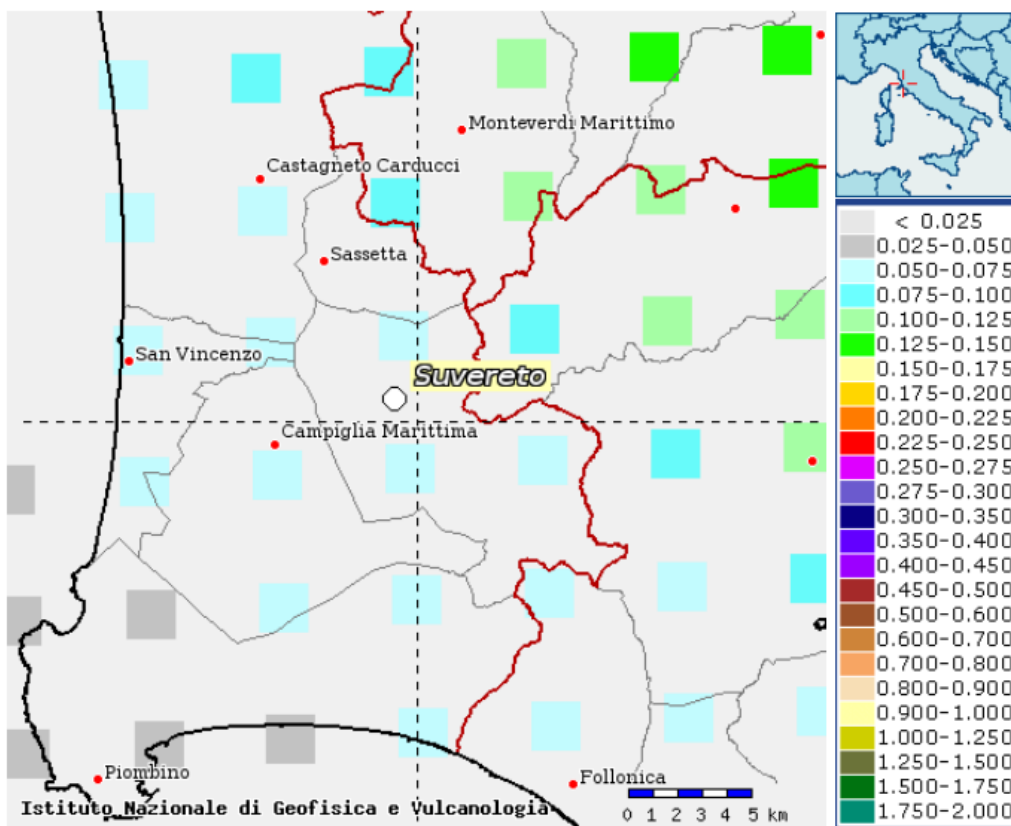 Monteverdi Marittimo
Castagneto Carducci
Sassetta
San Vincenzo
Suvereto
Campiglia Marittima
Piombino
Follonica
Istituto Nazionale di Geofisica e Vulcanologia
0 1 2 3 4 5 km
< 0.025
0.025-0.050
0.050-0.075
0.075-0.100
0.100-0.125
0.125-0.150
0.150-0.175
0.175-0.200
0.200-0.225
0.225-0.250
0.250-0.275
0.275-0.300
0.300-0.350
0.350-0.400
0.400-0.450
0.450-0.500
0.500-0.600
0.600-0.700
0.700-0.800
0.800-0.900
0.900-1.000
1.000-1.250
1.250-1.500
1.500-1.750
1.750-2.000